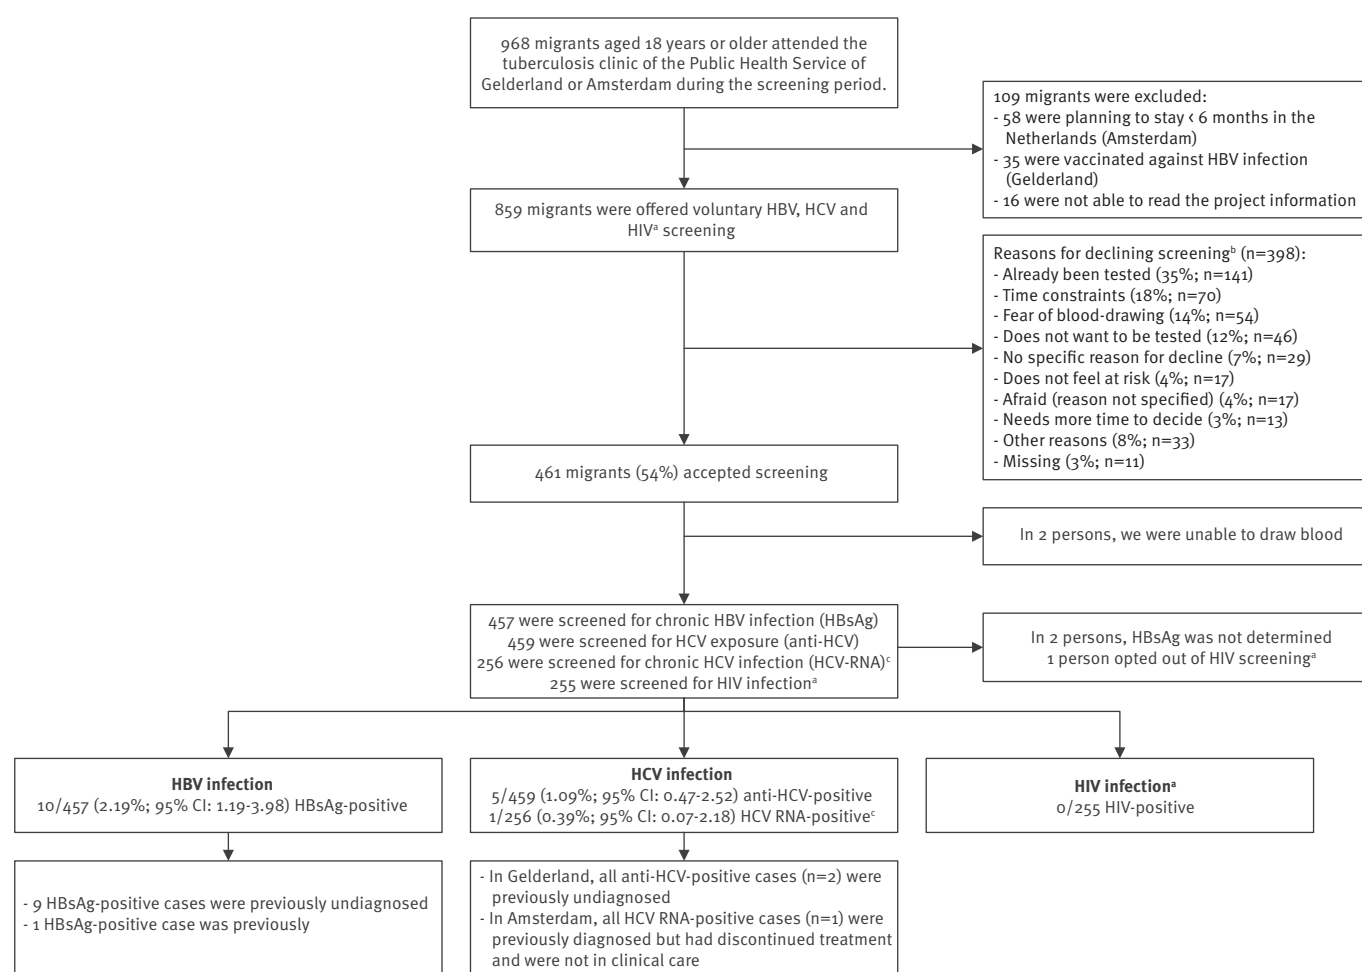 968 migrants aged 18 years or older attended the
tuberculosis clinic of the Public Health Service of
Gelderland or Amsterdam during the screening period.
109 migrants were excluded:
- 58 were planning to stay < 6 months in the
Netherlands (Amsterdam)
- 35 were vaccinated against HBV infection
(Gelderland)
- 16 were not able to read the project information
859 migrants were offered voluntary HBV, HCV and
HIVᵃ screening
Reasons for declining screeningᵇ (n=398):
- Already been tested (35%; n=141)
- Time constraints (18%; n=70)
- Fear of blood-drawing (14%; n=54)
- Does not want to be tested (12%; n=46)
- No specific reason for decline (7%; n=29)
- Does not feel at risk (4%; n=17)
- Afraid (reason not specified) (4%; n=17)
- Needs more time to decide (3%; n=13)
- Other reasons (8%; n=33)
- Missing (3%; n=11)
461 migrants (54%) accepted screening
In 2 persons, we were unable to draw blood
457 were screened for chronic HBV infection (HBsAg)
459 were screened for HCV exposure (anti-HCV)
256 were screened for chronic HCV infection (HCV-RNA)ᶜ
255 were screened for HIV infectionᵃ
In 2 persons, HBsAg was not determined
1 person opted out of HIV screeningᵃ
HBV infection
10/457 (2.19%; 95% CI: 1.19-3.98) HBsAg-positive
HCV infection
5/459 (1.09%; 95% CI: 0.47-2.52) anti-HCV-positive
1/256 (0.39%; 95% CI: 0.07-2.18) HCV RNA-positiveᶜ
HIV infectionᵃ
0/255 HIV-positive
- 9 HBsAg-positive cases were previously undiagnosed
- 1 HBsAg-positive case was previously
- In Gelderland, all anti-HCV-positive cases (n=2) were
previously undiagnosed
- In Amsterdam, all HCV RNA-positive cases (n=1) were
previously diagnosed but had discontinued treatment
and were not in clinical care